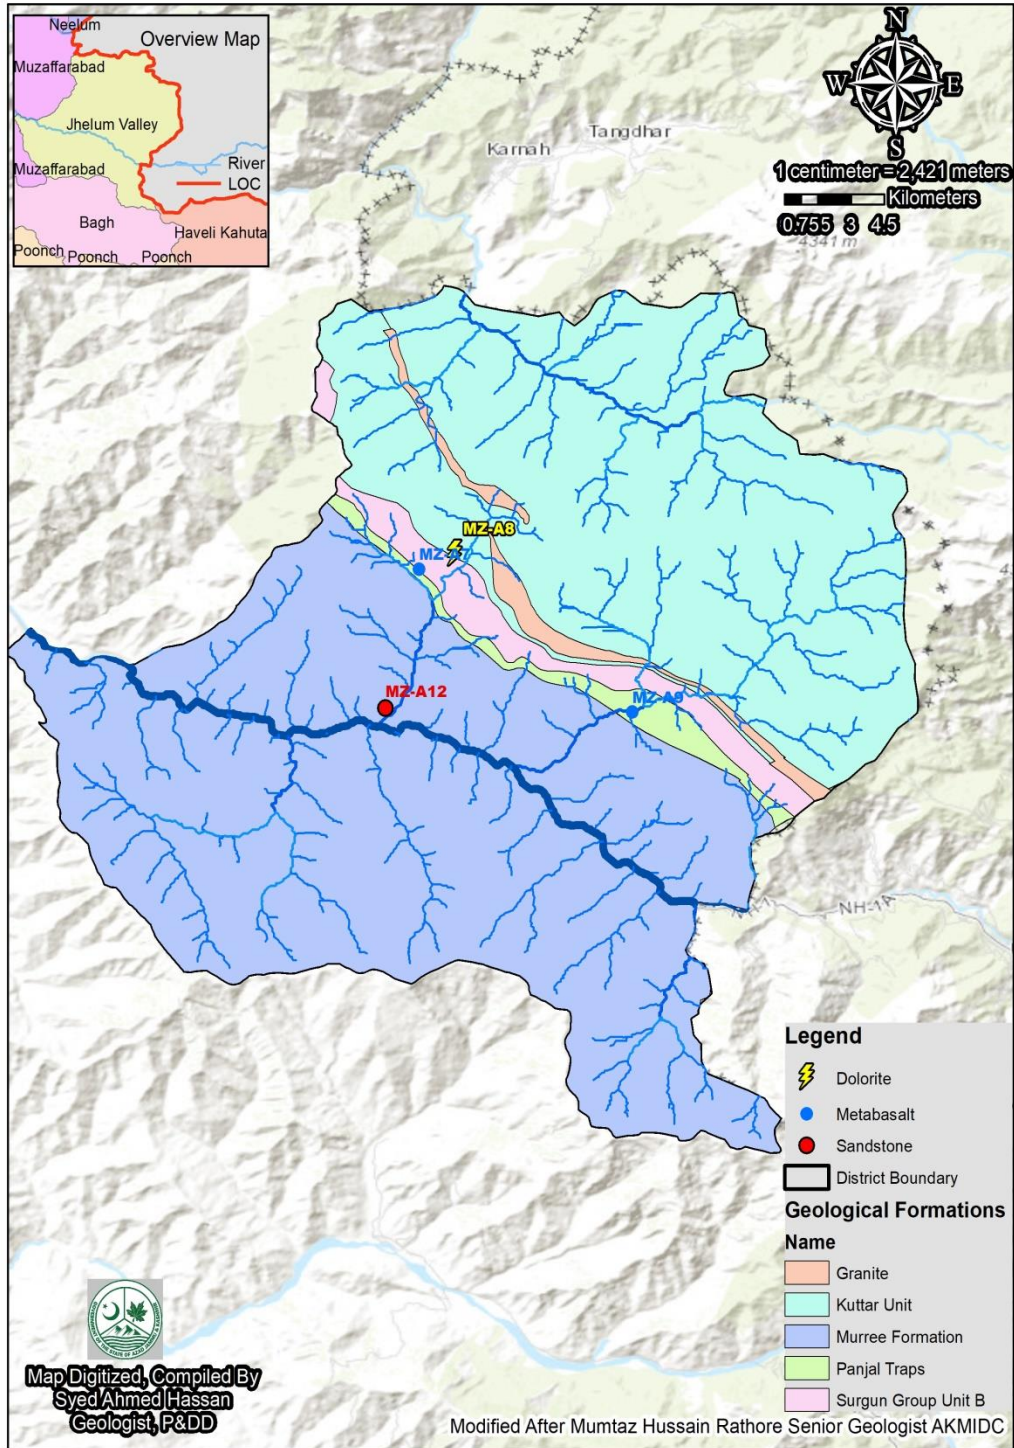 Overview Map
Neelum
Muzaffarabad
Jhelum Valley
Muzaffarabad
River
LOC
Bagh
Haveli Kahuta
Poonch
Poonch
Poonch
N
W
E
S
1 centimeter = 2,421 meters
Kilometers
0.755 3 4.5
4341 m
Tangdhar
Karnah
MZ-A8
MZ-A7
MZ-A12
MZ-A9
NH-1A
Legend
Dolorite
Metabasalt
Sandstone
District Boundary
Geological Formations
Name
Granite
Kuttar Unit
Murree Formation
Panjal Traps
Surgun Group Unit B
Map Digitized, Compiled By
Syed Ahmed Hassan
Geologist, P&DD
Modified After Mumtaz Hussain Rathore Senior Geologist AKMIDC